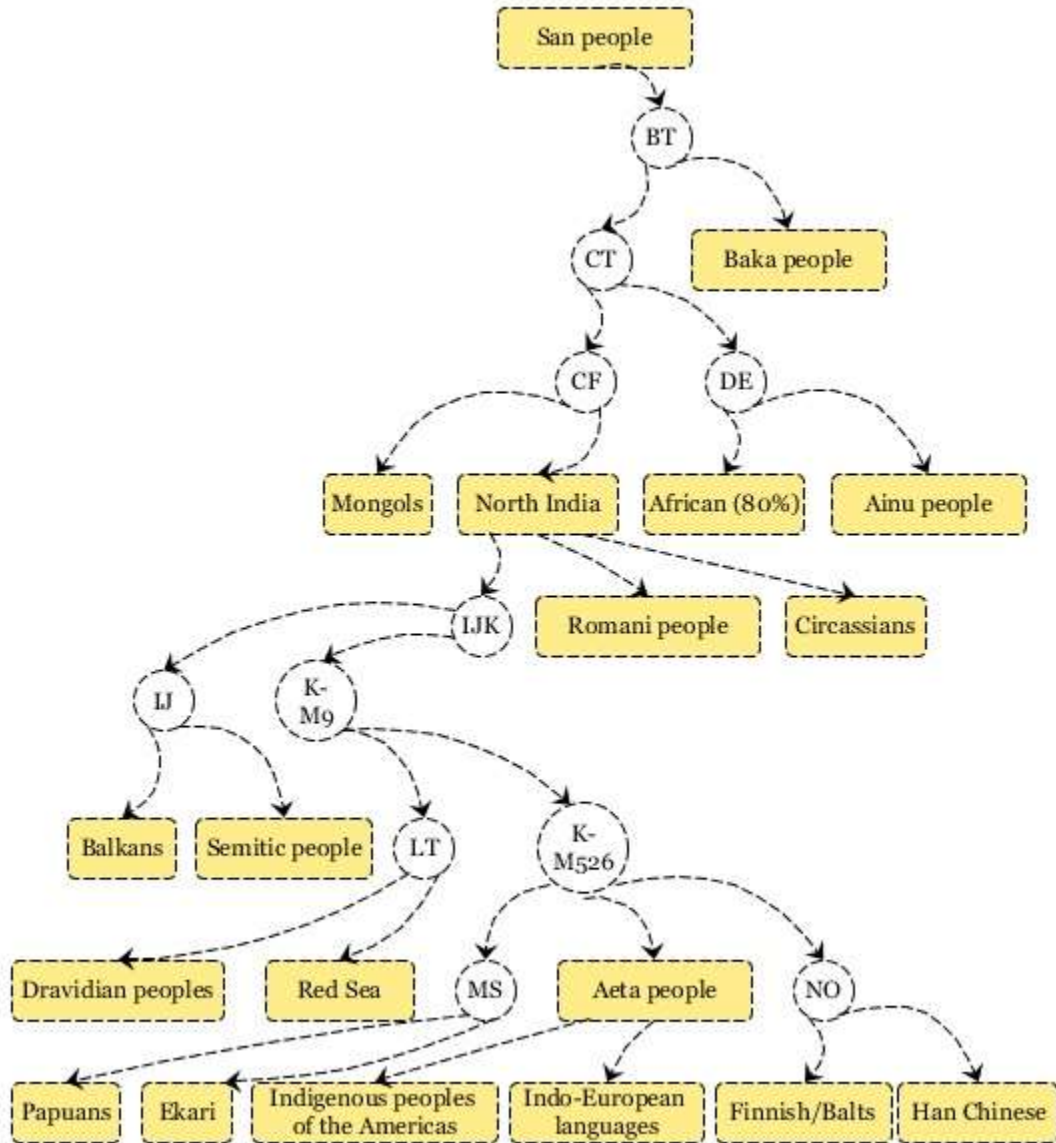 San people
BT
CT
Baka people
CF
DE
Mongols
North India
African (80%)
Ainu people
IJK
Romani people
Circassians
IJ
K-
M9
Balkans
Semitic people
LT
K-
M526
Dravidian peoples
Red Sea
MS
Aeta people
NO
Papuans
Ekari
Indigenous peoples
of the Americas
Indo-European
languages
Finnish/Balts
Han Chinese